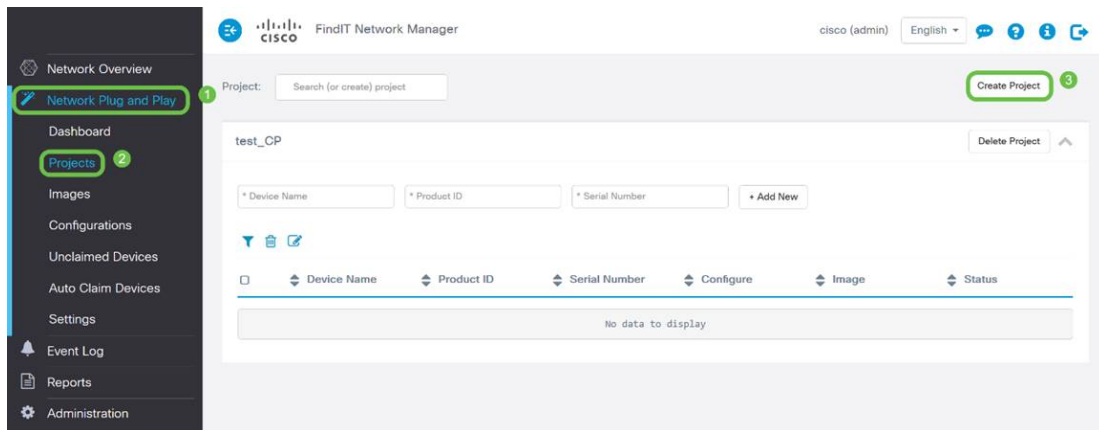 CISCO FindIT Network Manager cisco (admin) English
Network Overview
Network Plug and Play 1 Project: Search (or create) project Create Project 3
Dashboard test_CP Delete Project
Projects 2
Images * Device Name * Product ID * Serial Number + Add New
Configurations
Unclaimed Devices
Auto Claim Devices Device Name Product ID Serial Number Configure Image Status
Settings No data to display
Event Log
Reports
Administration